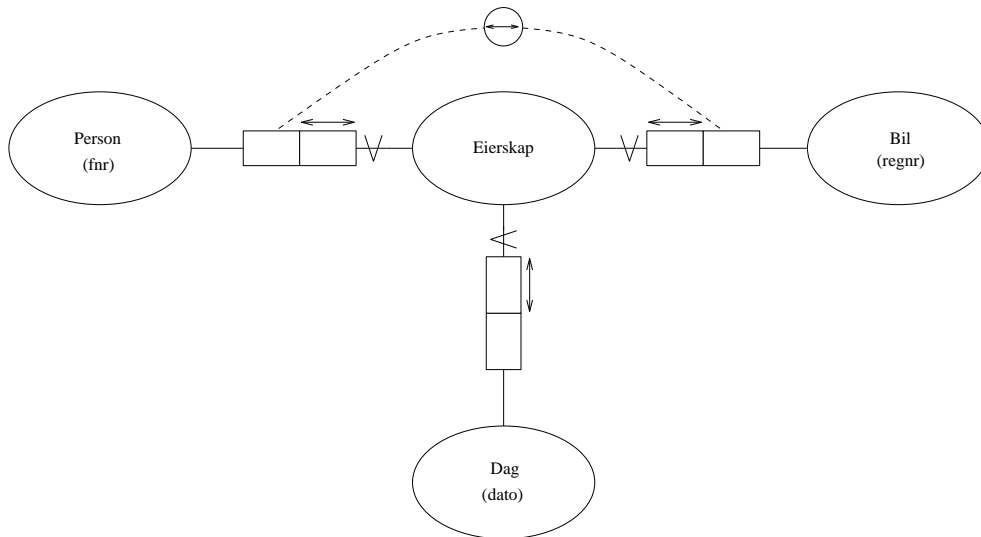 Person
(fnr)
Eierskap
Bil
(regnr)
Dag
(dato)